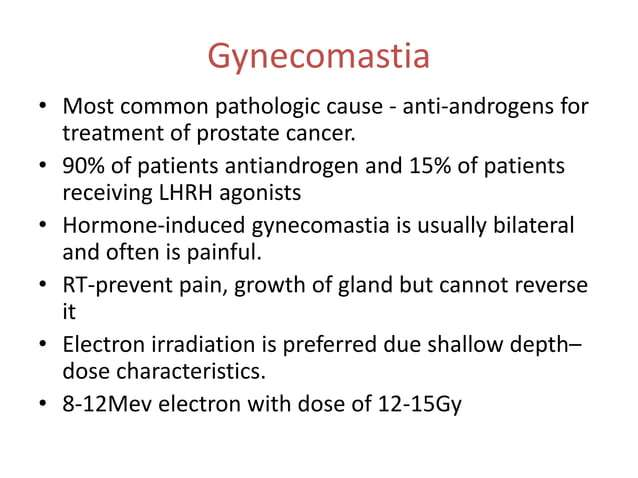 Gynecomastia
• Most common pathologic cause - anti-androgens for
treatment of prostate cancer.
• 90% of patients antiandrogen and 15% of patients
receiving LHRH agonists
• Hormone-induced gynecomastia is usually bilateral
and often is painful.
• RT-prevent pain, growth of gland but cannot reverse
it
• Electron irradiation is preferred due shallow depth–
dose characteristics.
• 8-12Mev electron with dose of 12-15Gy